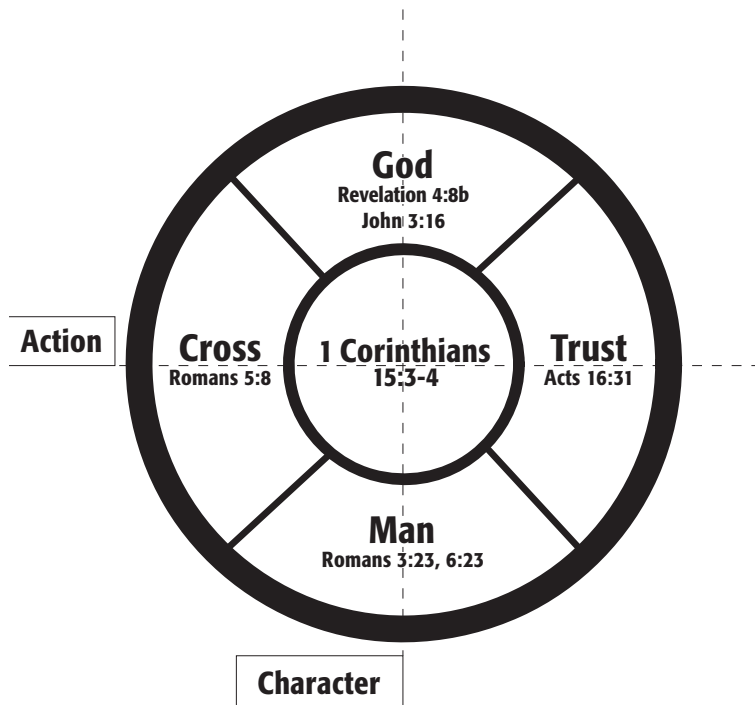 God
Revelation 4:8b
John 3:16
Action
Cross
Romans 5:8
1 Corinthians
15:3-4
Trust
Acts 16:31
Man
Romans 3:23, 6:23
Character